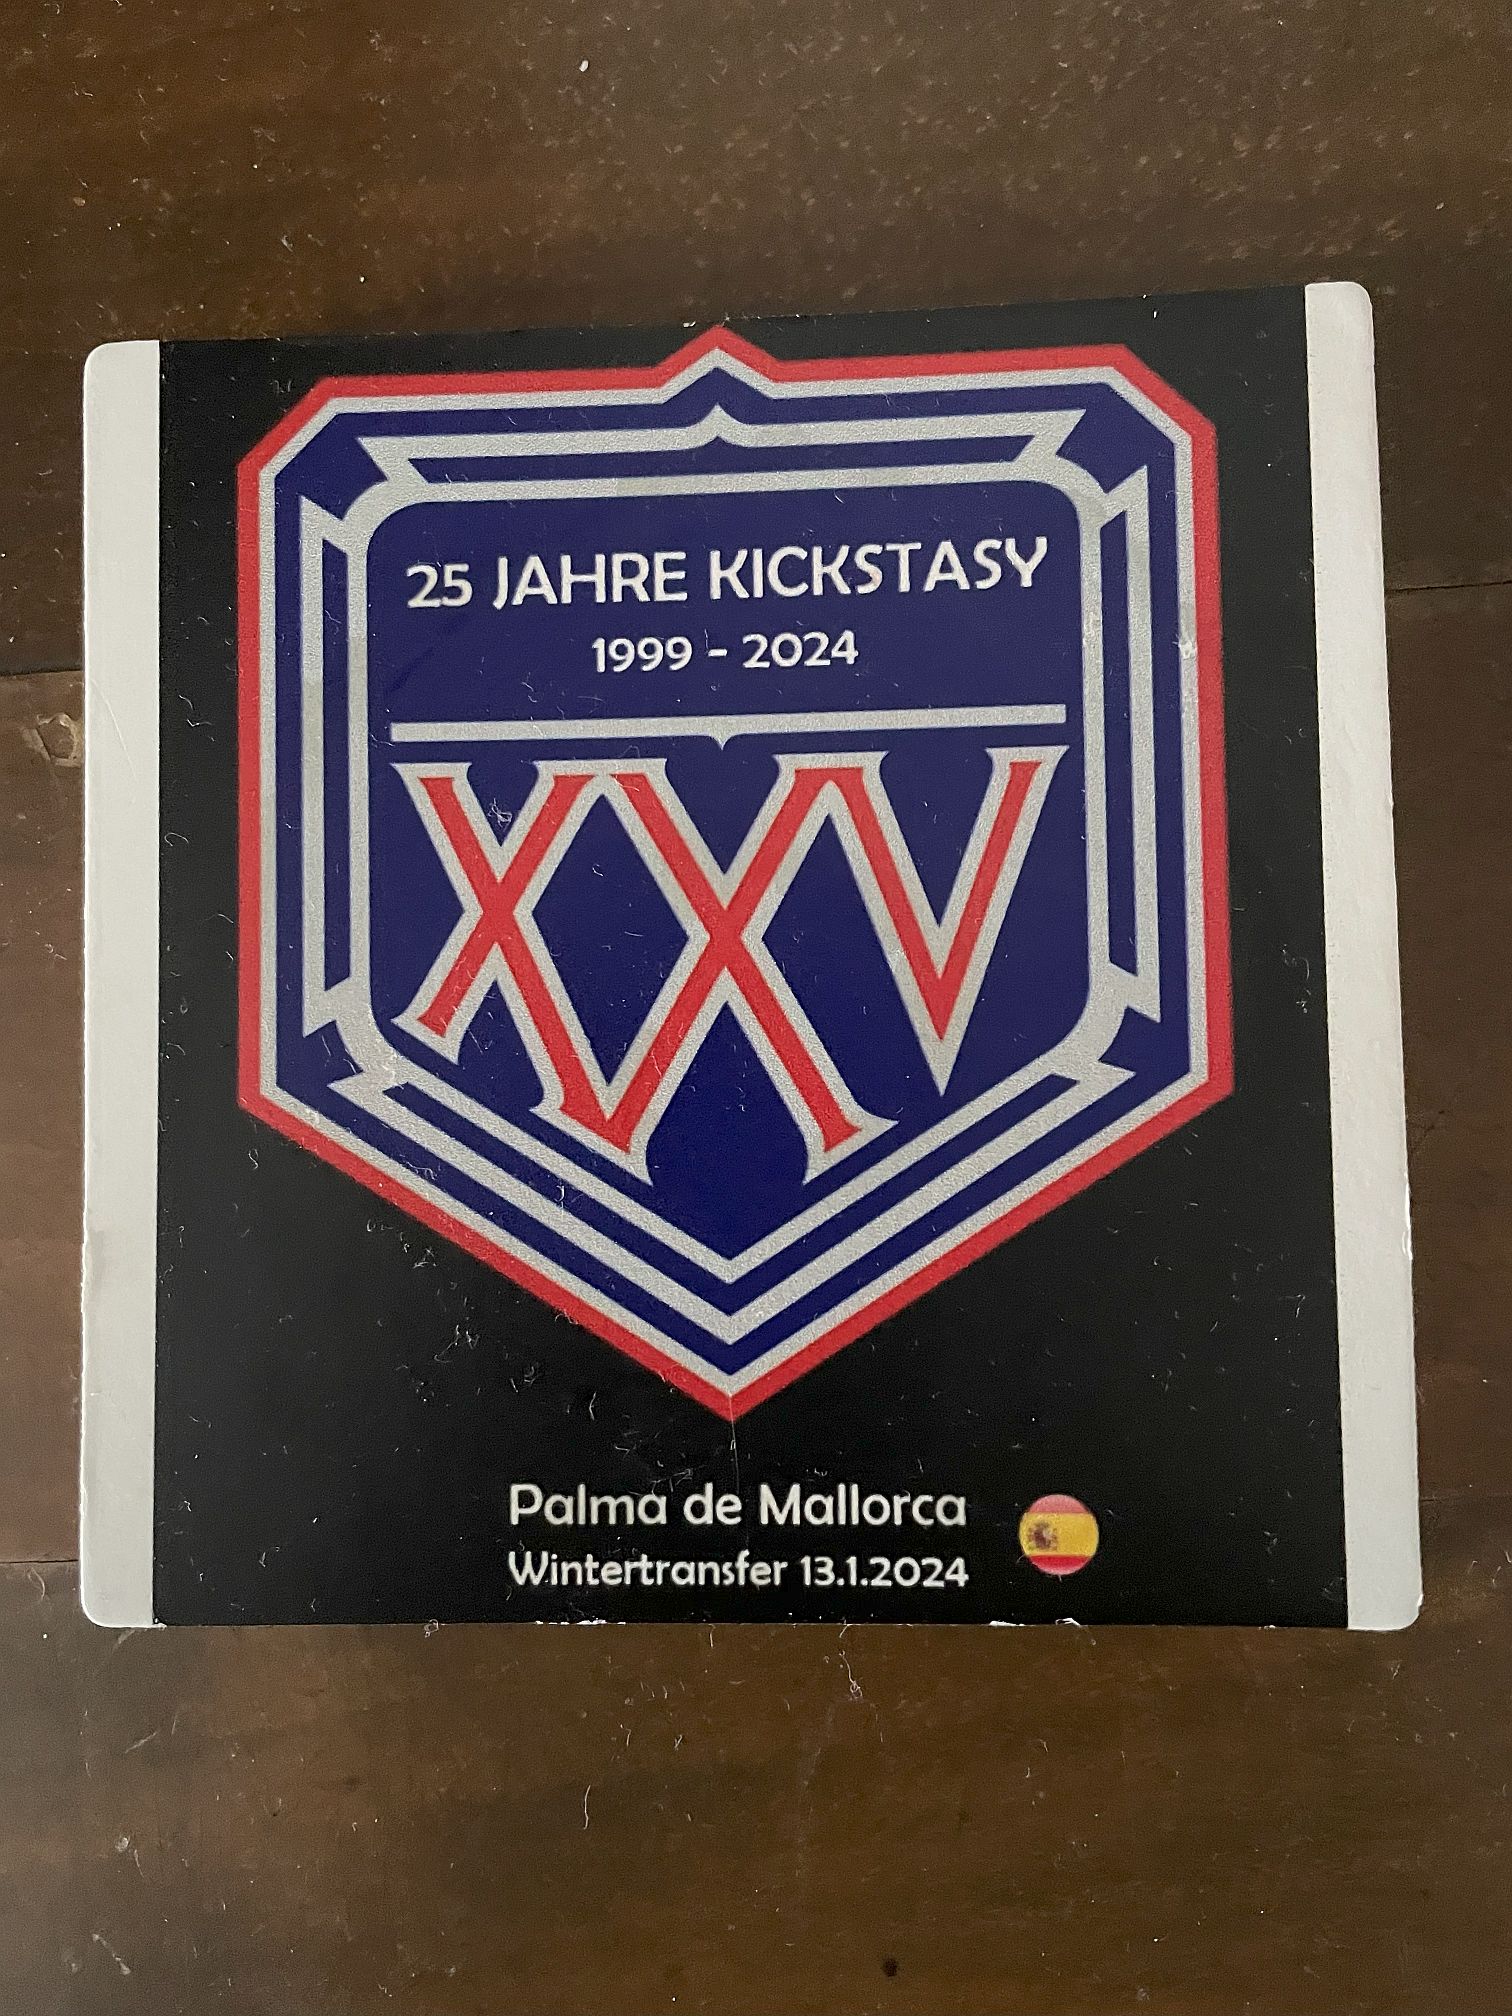 25 JAHRE KICKSTASY
1999 - 2024
XXV
Palma de Mallorca
Wintertransfer 13.1.2024